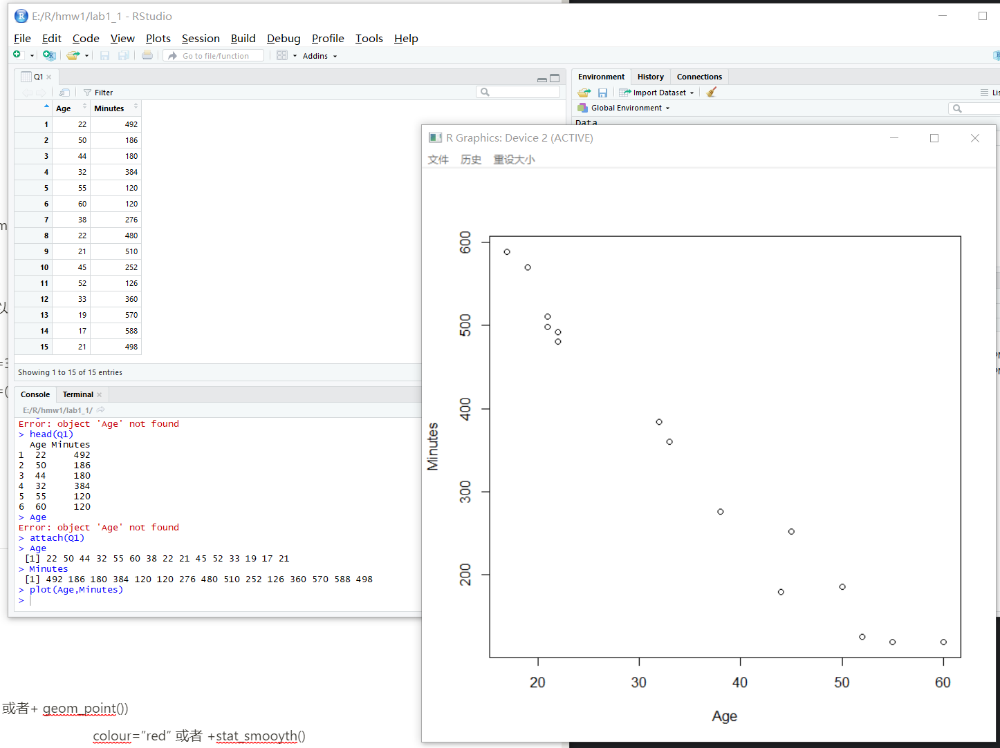 E:/R/hmw1/lab1_1 - RStudio
File Edit Code View Plots Session Build Debug Profile Tools Help
Go to file/function Addins
Q1
Filter
Age Minutes
1 22 492
2 50 186
3 44 180
4 32 384
5 55 120
6 60 120
7 38 276
8 22 480
9 21 510
10 45 252
11 52 126
12 33 360
13 19 570
14 17 588
15 21 498
Showing 1 to 15 of 15 entries
Console Terminal
E:/R/hmw1/lab1_1/
Error: object 'Age' not found
> head(Q1)
Age Minutes
1 22 492
2 50 186
3 44 180
4 32 384
5 55 120
6 60 120
> Age
Error: object 'Age' not found
> attach(Q1)
> Age
[1] 22 50 44 32 55 60 38 22 21 45 52 33 19 17 21
> Minutes
[1] 492 186 180 384 120 120 276 480 510 252 126 360 570 588 498
> plot(Age,Minutes)
>
Environment History Connections
Import Dataset
Global Environment
Data
R Graphics: Device 2 (ACTIVE)
文件 历史 重设大小
600
500
400
300
200
Minutes
20 30 40 50 60
Age
或者+ geom_point())
colour="red" 或者 +stat_smooyth()